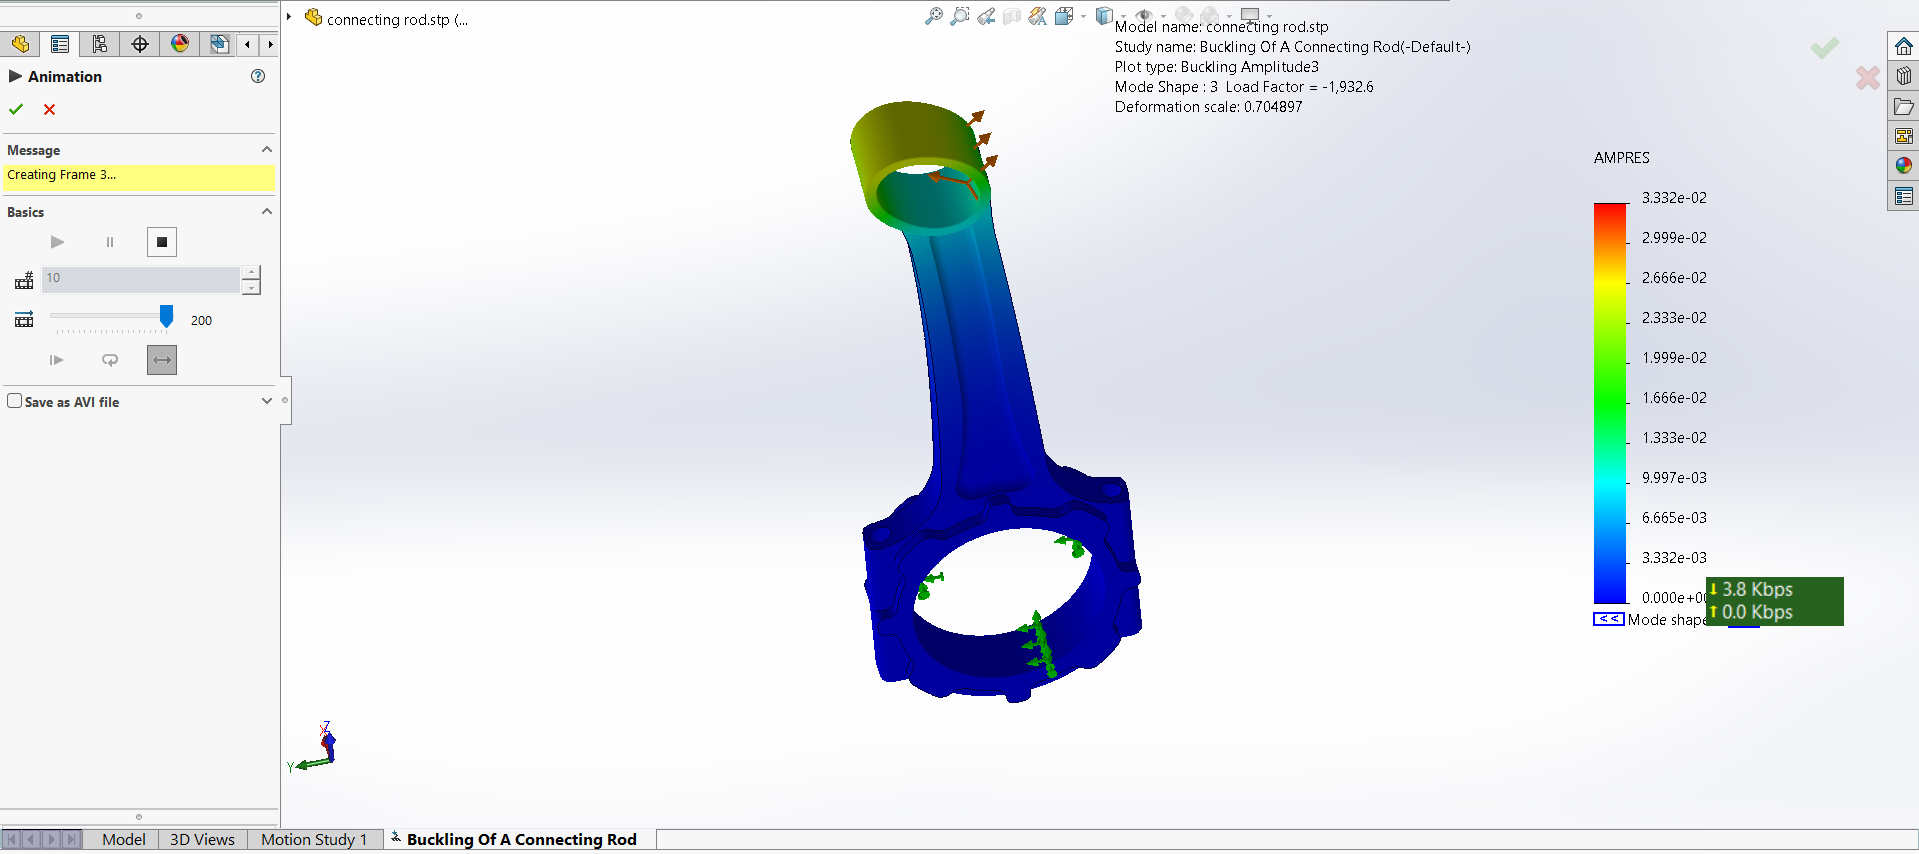 connecting rod.stp (...
Model name: connecting rod.stp
Study name: Buckling Of A Connecting Rod(-Default-)
Plot type: Buckling Amplitude3
Mode Shape : 3  Load Factor = -1,932.6
Deformation scale: 0.704897
Animation
Message
Creating Frame 3...
Basics
10
200
Save as AVI file
AMPRES
3.332e-02
2.999e-02
2.666e-02
2.333e-02
1.999e-02
1.666e-02
1.333e-02
9.997e-03
6.665e-03
3.332e-03
0.000e+0
<< Mode shape
3.8 Kbps
0.0 Kbps
Z
X
Y
Model
3D Views
Motion Study 1
Buckling Of A Connecting Rod